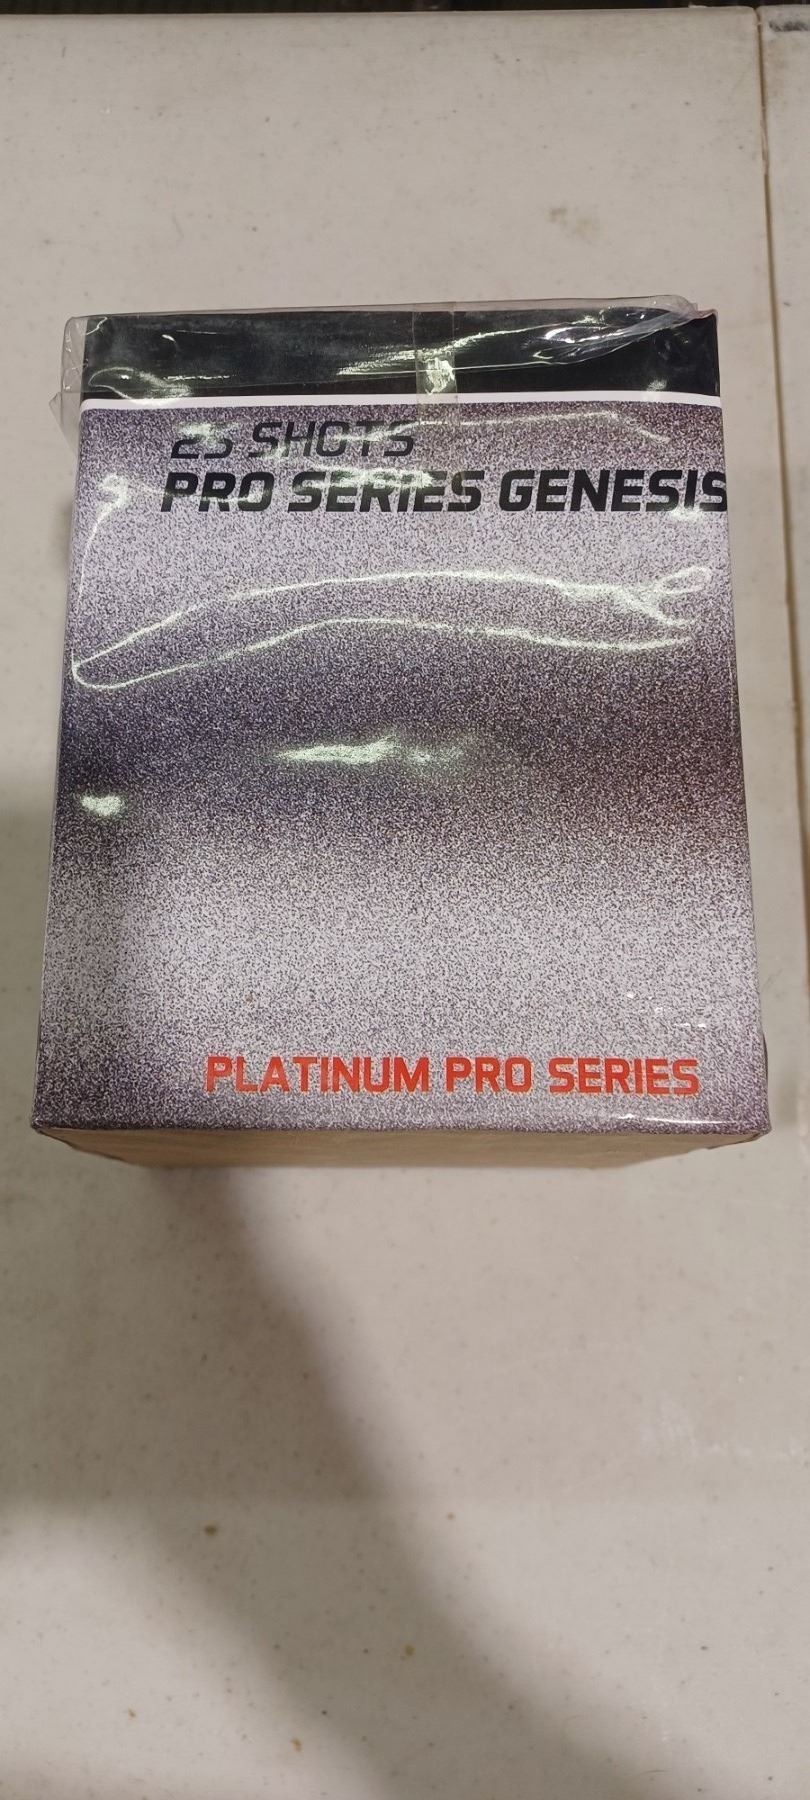 25 SHOTS
PRO SERIES GENESIS
PLATINUM PRO SERIES